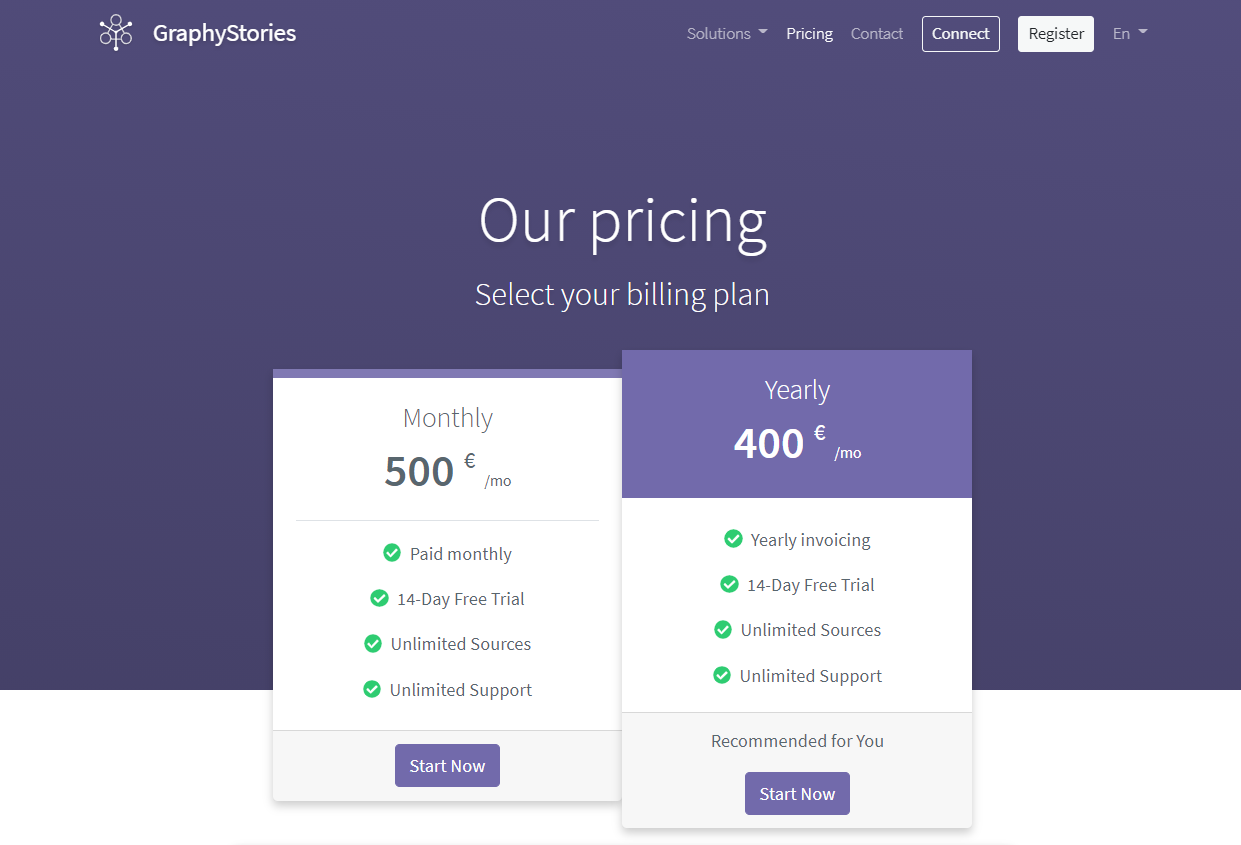 GraphyStories
Solutions
Pricing
Contact
Connect
Register
En
Our pricing
Select your billing plan
Monthly
500 € /mo
Paid monthly
14-Day Free Trial
Unlimited Sources
Unlimited Support
Start Now
Yearly
400 € /mo
Yearly invoicing
14-Day Free Trial
Unlimited Sources
Unlimited Support
Recommended for You
Start Now